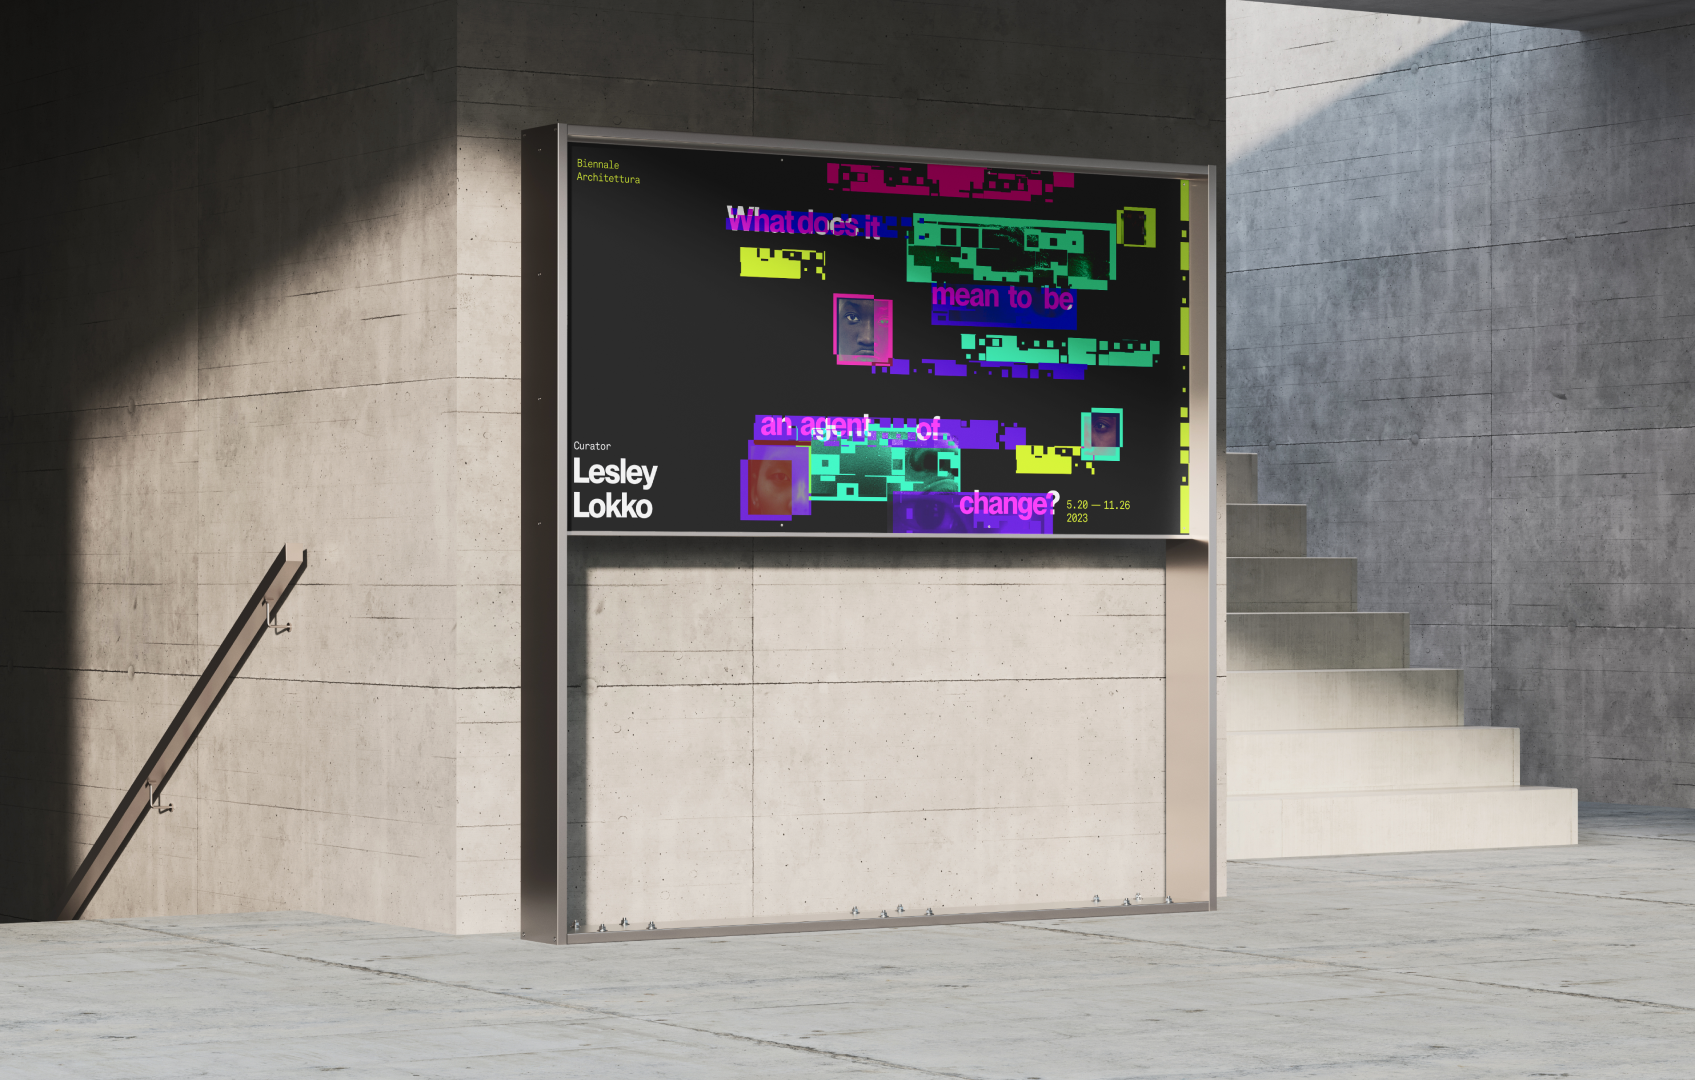 Biennale
Architettura
What does it
mean to be
an agent of
change?
5.20 — 11.26
2023
Curator
Lesley
Lokko